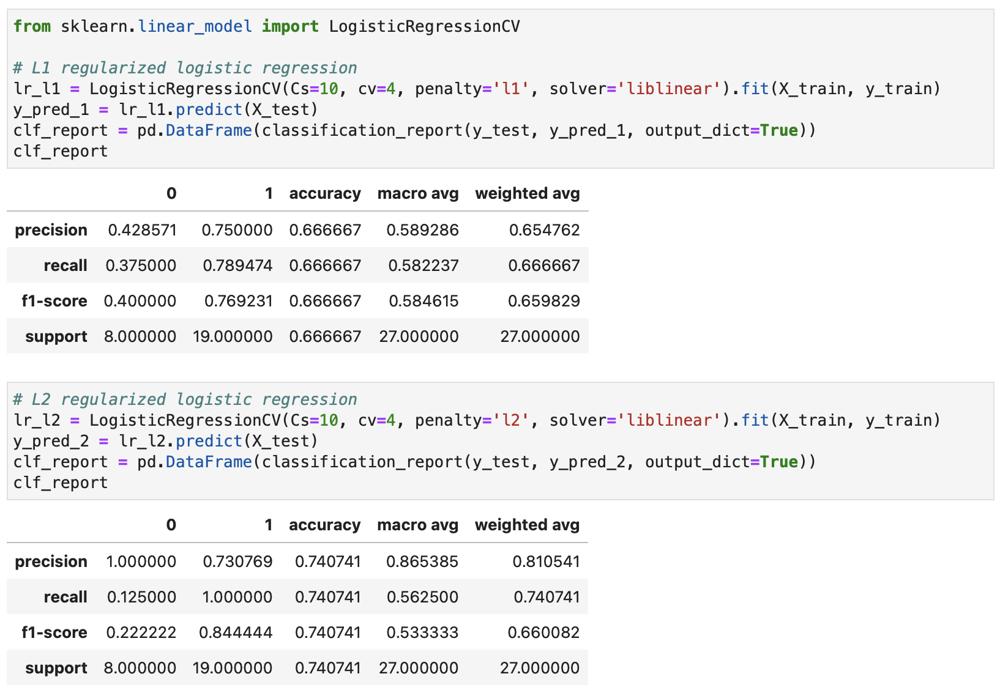 from sklearn.linear_model import LogisticRegressionCV
# L1 regularized logistic regression
lr_l1 = LogisticRegressionCV(Cs=10, cv=4, penalty='l1', solver='liblinear').fit(X_train, y_train)
y_pred_1 = lr_l1.predict(X_test)
clf_report = pd.DataFrame(classification_report(y_test, y_pred_1, output_dict=True))
clf_report
0 1 accuracy macro avg weighted avg
precision 0.428571 0.750000 0.666667 0.589286 0.654762
recall 0.375000 0.789474 0.666667 0.582237 0.666667
f1-score 0.400000 0.769231 0.666667 0.584615 0.659829
support 8.000000 19.000000 0.666667 27.000000 27.000000
# L2 regularized logistic regression
lr_l2 = LogisticRegressionCV(Cs=10, cv=4, penalty='l2', solver='liblinear').fit(X_train, y_train)
y_pred_2 = lr_l2.predict(X_test)
clf_report = pd.DataFrame(classification_report(y_test, y_pred_2, output_dict=True))
clf_report
0 1 accuracy macro avg weighted avg
precision 1.000000 0.730769 0.740741 0.865385 0.810541
recall 0.125000 1.000000 0.740741 0.562500 0.740741
f1-score 0.222222 0.844444 0.740741 0.533333 0.660082
support 8.000000 19.000000 0.740741 27.000000 27.000000